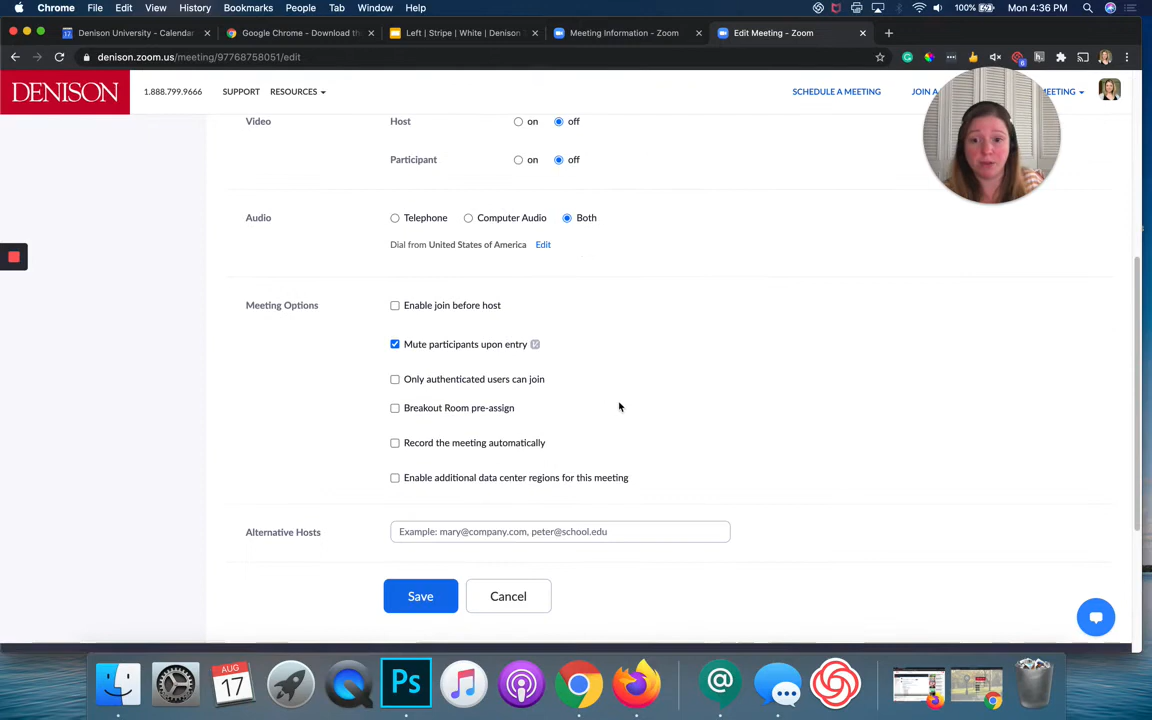 Chrome File Edit View History Bookmarks People Tab Window Help 100% Mon 4:36 PM
Denison University - Calendar × Google Chrome - Download th × Left | Stripe | White | Denison × Meeting Information - Zoom × Edit Meeting - Zoom ×
denison.zoom.us/meeting/97768758051/edit
DENISON 1.888.799.9666 SUPPORT RESOURCES SCHEDULE A MEETING JOIN A MEETING
Video Host on off
Participant on off
Audio Telephone Computer Audio Both
Dial from United States of America Edit
Meeting Options Enable join before host
Mute participants upon entry
Only authenticated users can join
Breakout Room pre-assign
Record the meeting automatically
Enable additional data center regions for this meeting
Alternative Hosts Example: mary@company.com, peter@school.edu
Save Cancel
AUG
17
Ps
@